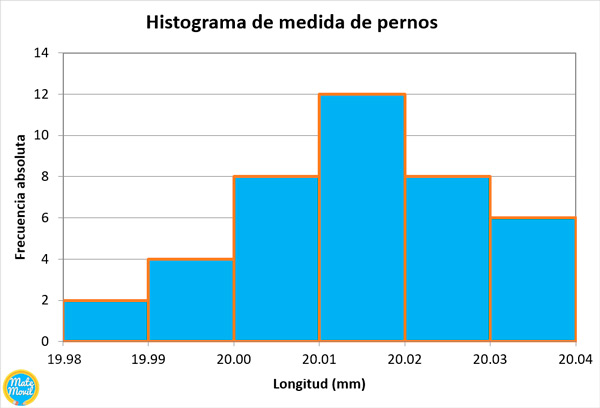 Histograma de medida de pernos
Frecuencia absoluta
14
12
10
8
6
4
2
0
19.98 19.99 20.00 20.01 20.02 20.03 20.04
Longitud (mm)
Mate
Movil